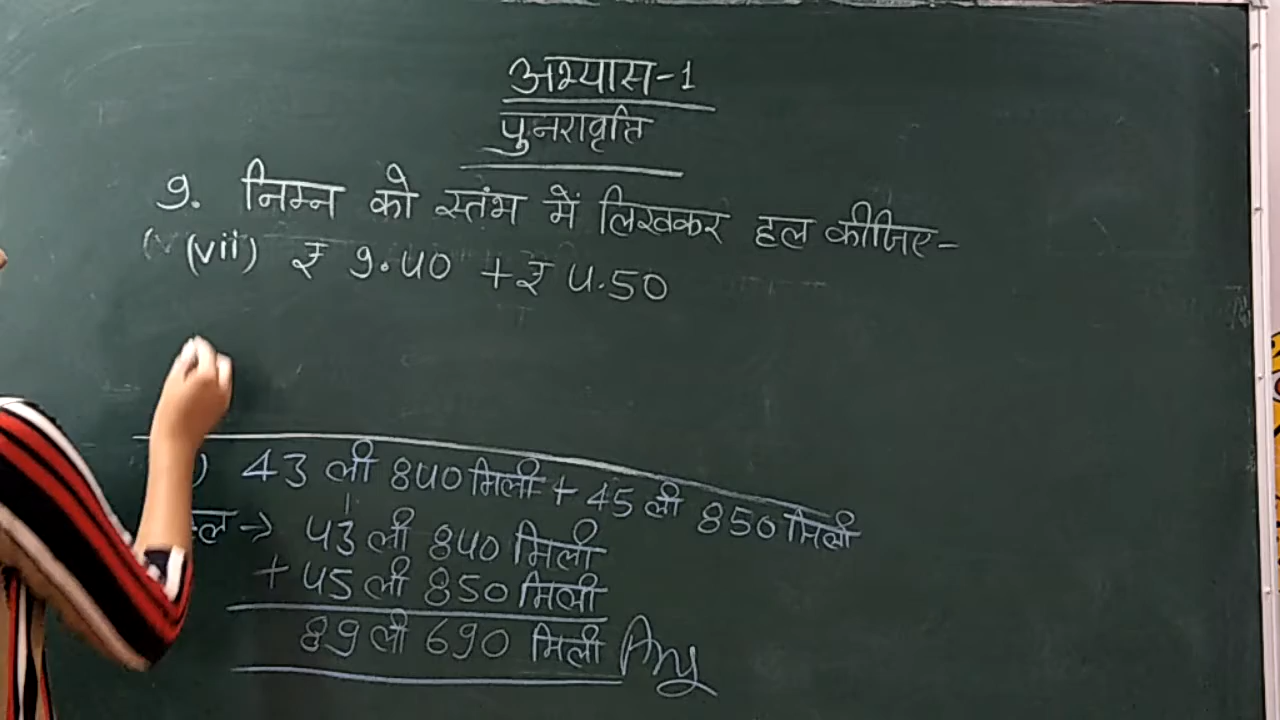 अभ्यास-1
पुनरावृति
9. निम्न को स्तंभ में लिखकर हल कीजिए-
(vii) ₹ 9.40 + ₹ 4.50
) 43 ली 840 मिली + 45 ली 850 मिली
ल → 43 ली 840 मिली
1
+ 45 ली 850 मिली
89 ली 690 मिली Ans